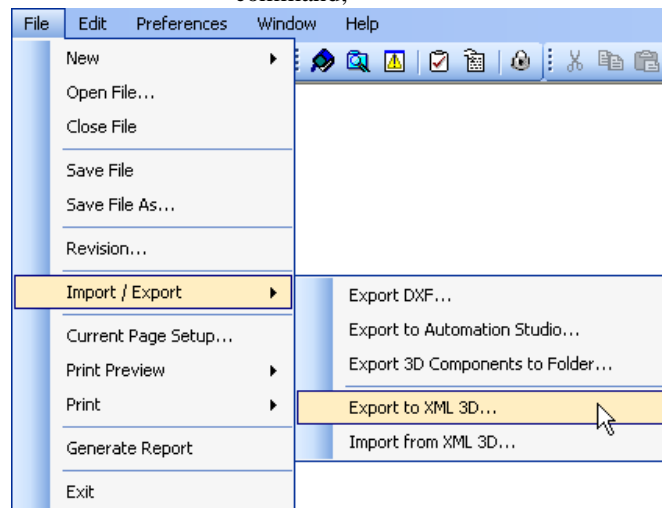 command;
File Edit Preferences Window Help
New
Open File...
Close File
Save File
Save File As...
Revision...
Import / Export
Export DXF...
Current Page Setup...
Export to Automation Studio...
Print Preview
Export 3D Components to Folder...
Print
Export to XML 3D...
Generate Report
Import from XML 3D...
Exit